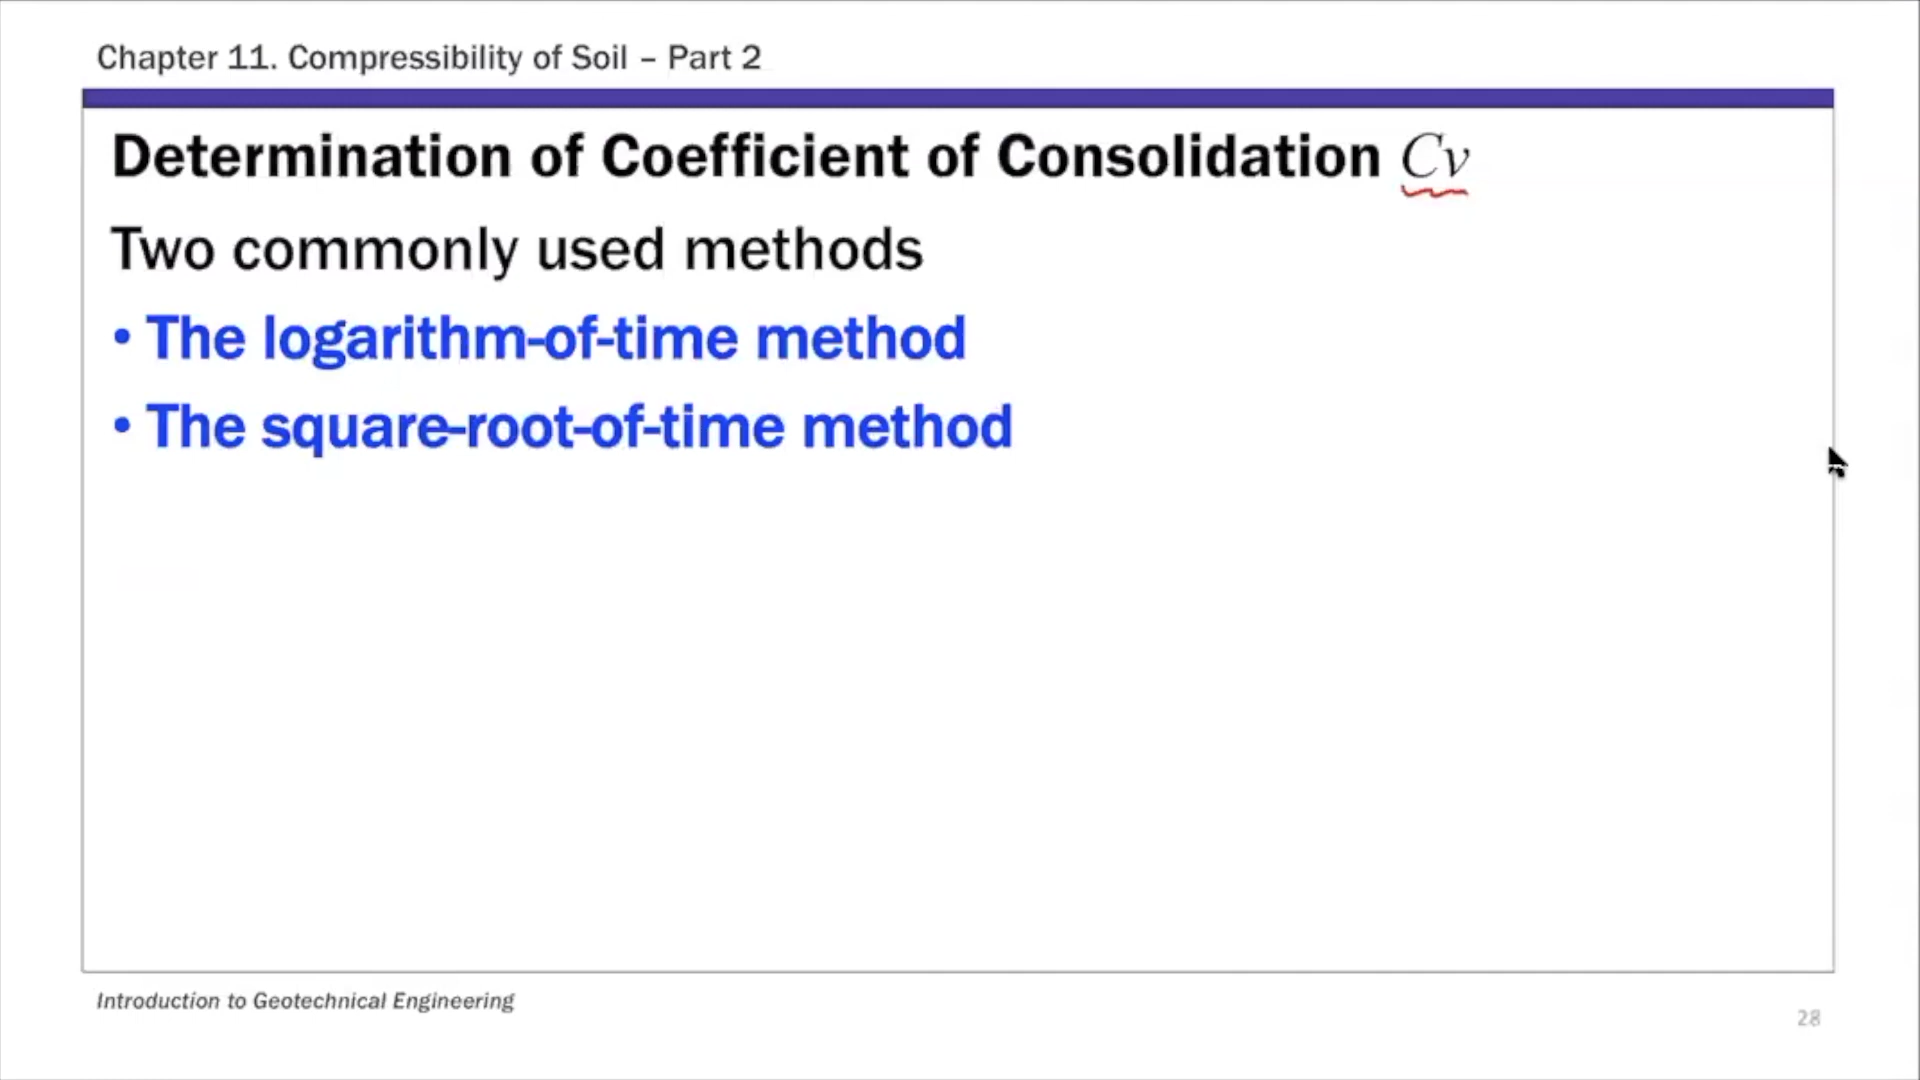 Chapter 11. Compressibility of Soil – Part 2
Determination of Coefficient of Consolidation Cv
Two commonly used methods
• The logarithm-of-time method
• The square-root-of-time method
Introduction to Geotechnical Engineering
28